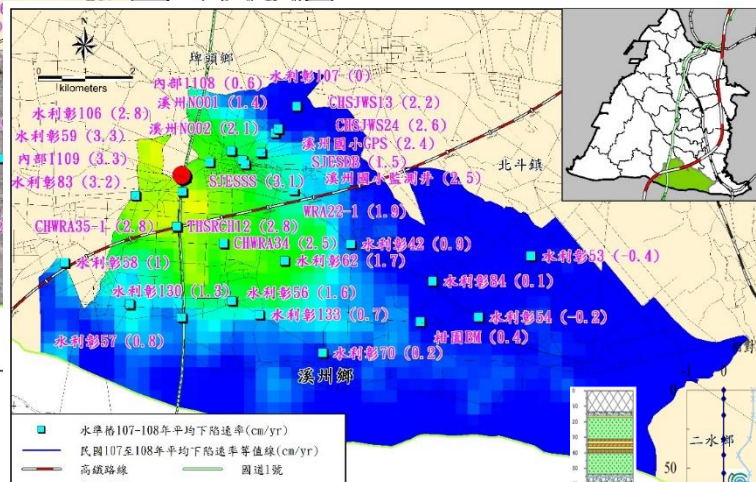 N
0
2
kilometers
埤頭鄉
內部1108 (0.6)
水利彰107 (0)
水利彰106 (2.8)
溪州NO01 (1.4)
CHSJWS13 (2.2)
水利彰59 (3.3)
溪州NO02 (2.1)
CHSJWS24 (2.6)
內部1109 (3.3)
溪州國小GPS (2.4)
北斗鎮
水利彰83 (3.2)
SJESSS (3.1)
SJESDB (1.5)
溪州國小監測井 (2.5)
WRA22-1 (1.9)
CHWRA35-1 (2.8)
THSRCH12 (2.8)
CHWRA34 (2.5)
水利彰42 (0.9)
水利彰53 (-0.4)
水利彰58 (1)
水利彰62 (1.7)
水利彰84 (0.1)
水利彰130 (1.3)
水利彰56 (1.6)
水利彰133 (0.7)
水利彰54 (-0.2)
水利彰57 (0.8)
柑園BM (0.4)
水利彰70 (0.2)
溪州鄉
水準樁107-108年平均下陷速率(cm/yr)
民國107至108年平均下陷速率等值線(cm/yr)
高鐵路線
國道1號
二水鄉
-1
0
0
50